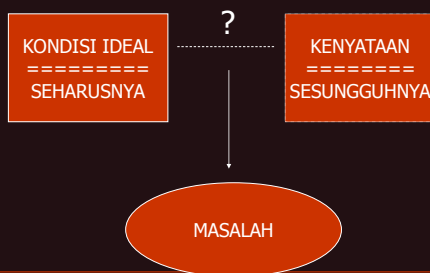 ?
KONDISI IDEAL
=========
SEHARUSNYA
KENYATAAN
========
SESUNGGUHNYA
MASALAH